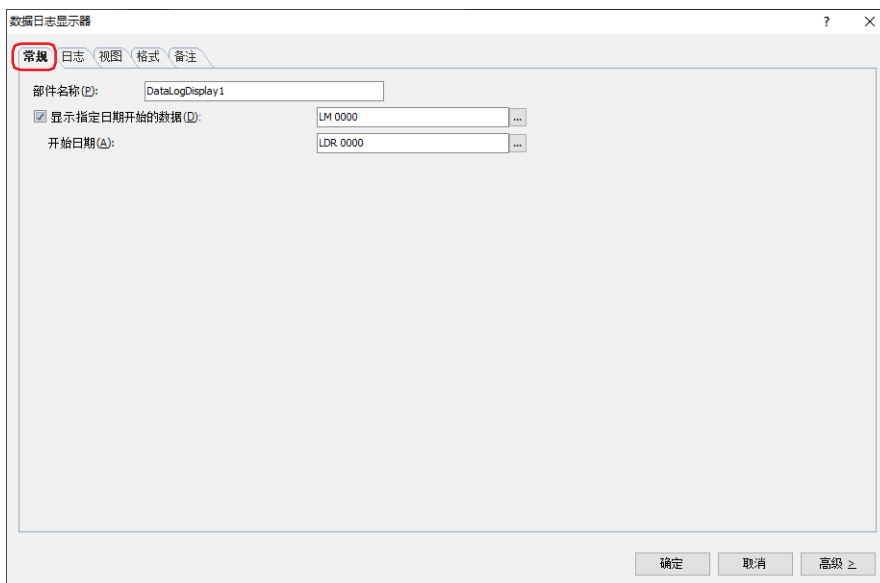 数据日志显示器 ?
常规 日志 视图 格式 备注
部件名称(P): DataLogDisplay1
显示指定日期开始的数据(D): LM 0000 ...
开始日期(A): LDR 0000 ...
确定 取消 高级 ≥